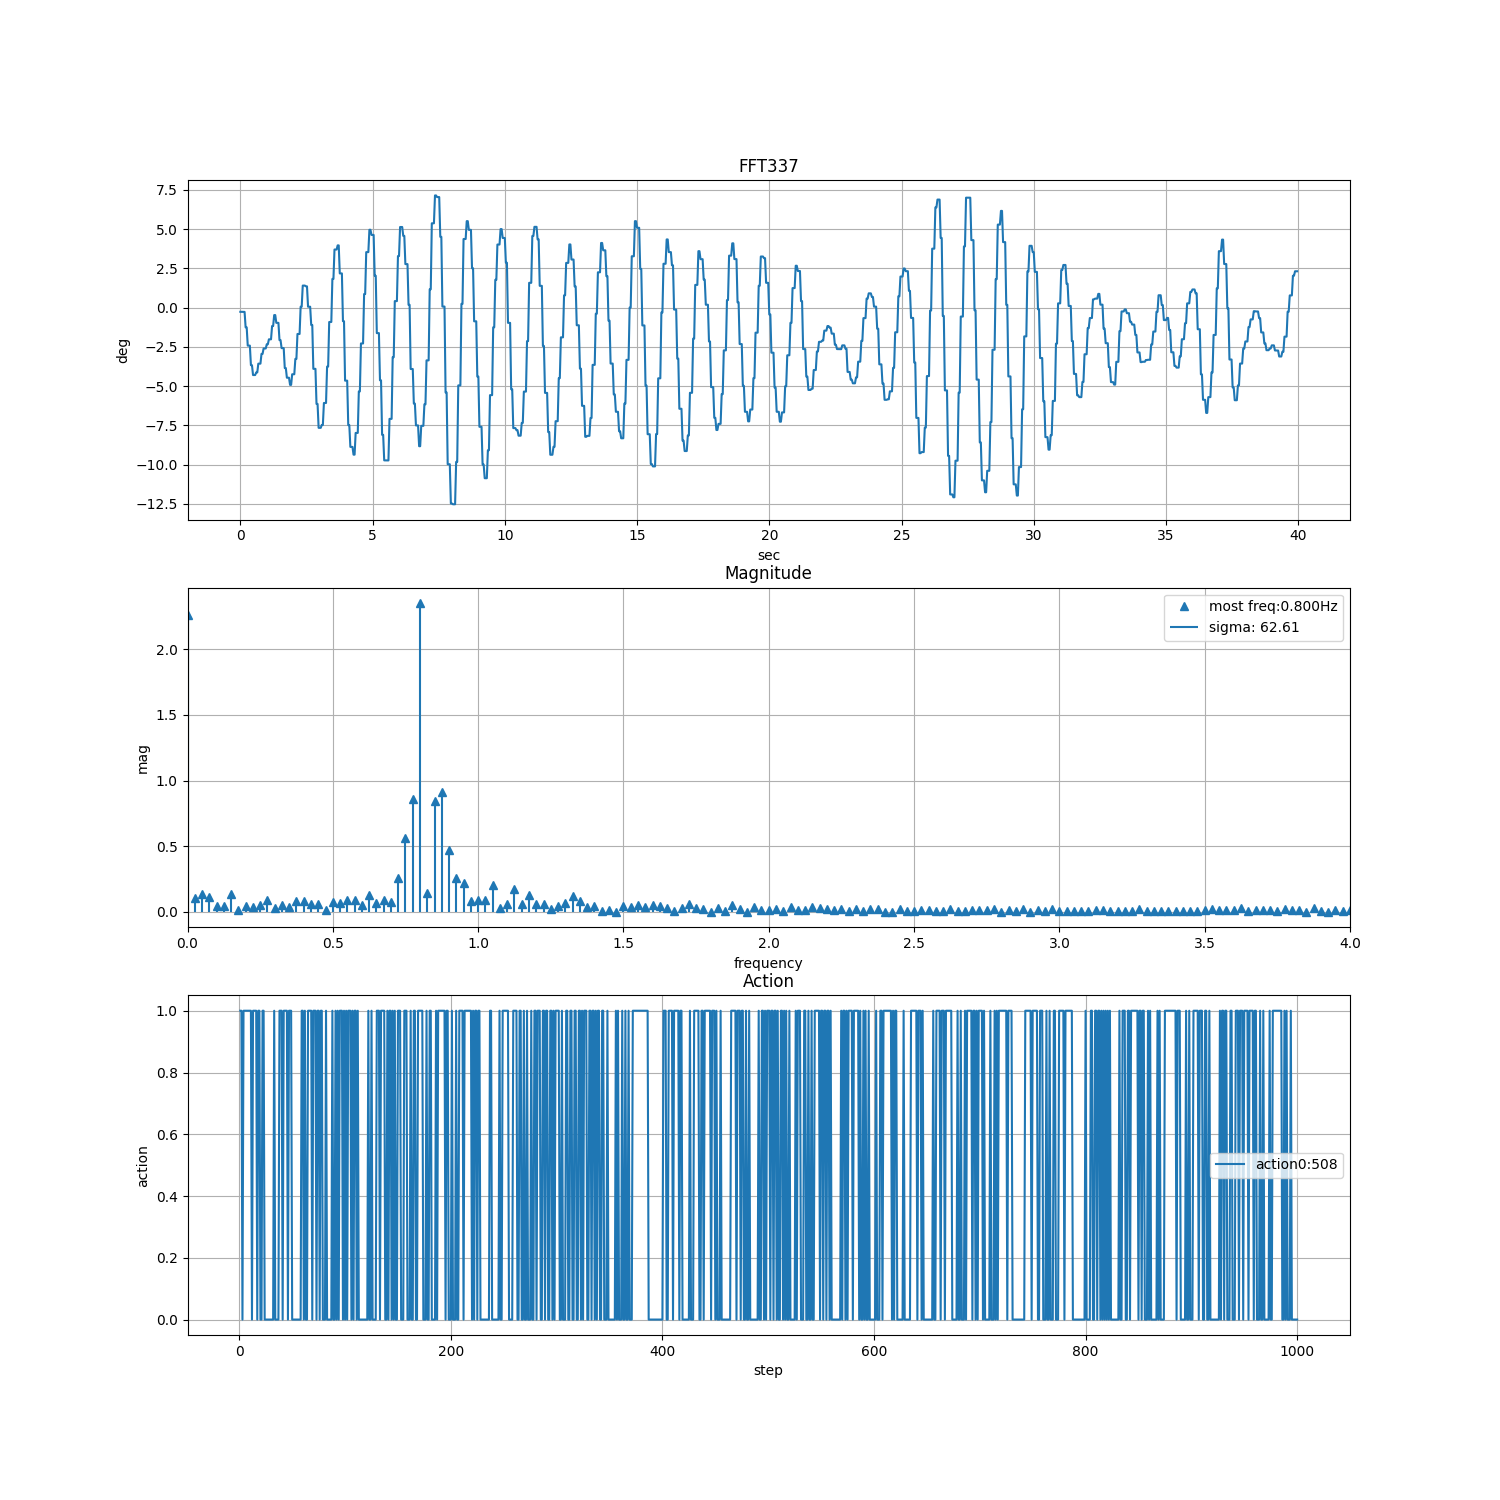 FFT337
7.5
5.0
2.5
0.0
−2.5
−5.0
−7.5
−10.0
−12.5
deg
0 5 10 15 20 25 30 35 40
sec
Magnitude
most freq:0.800Hz
sigma: 62.61
2.0
1.5
1.0
0.5
0.0
mag
0.0 0.5 1.0 1.5 2.0 2.5 3.0 3.5 4.0
frequency
Action
1.0
0.8
0.6
0.4
0.2
0.0
action
action0:508
0 200 400 600 800 1000
step